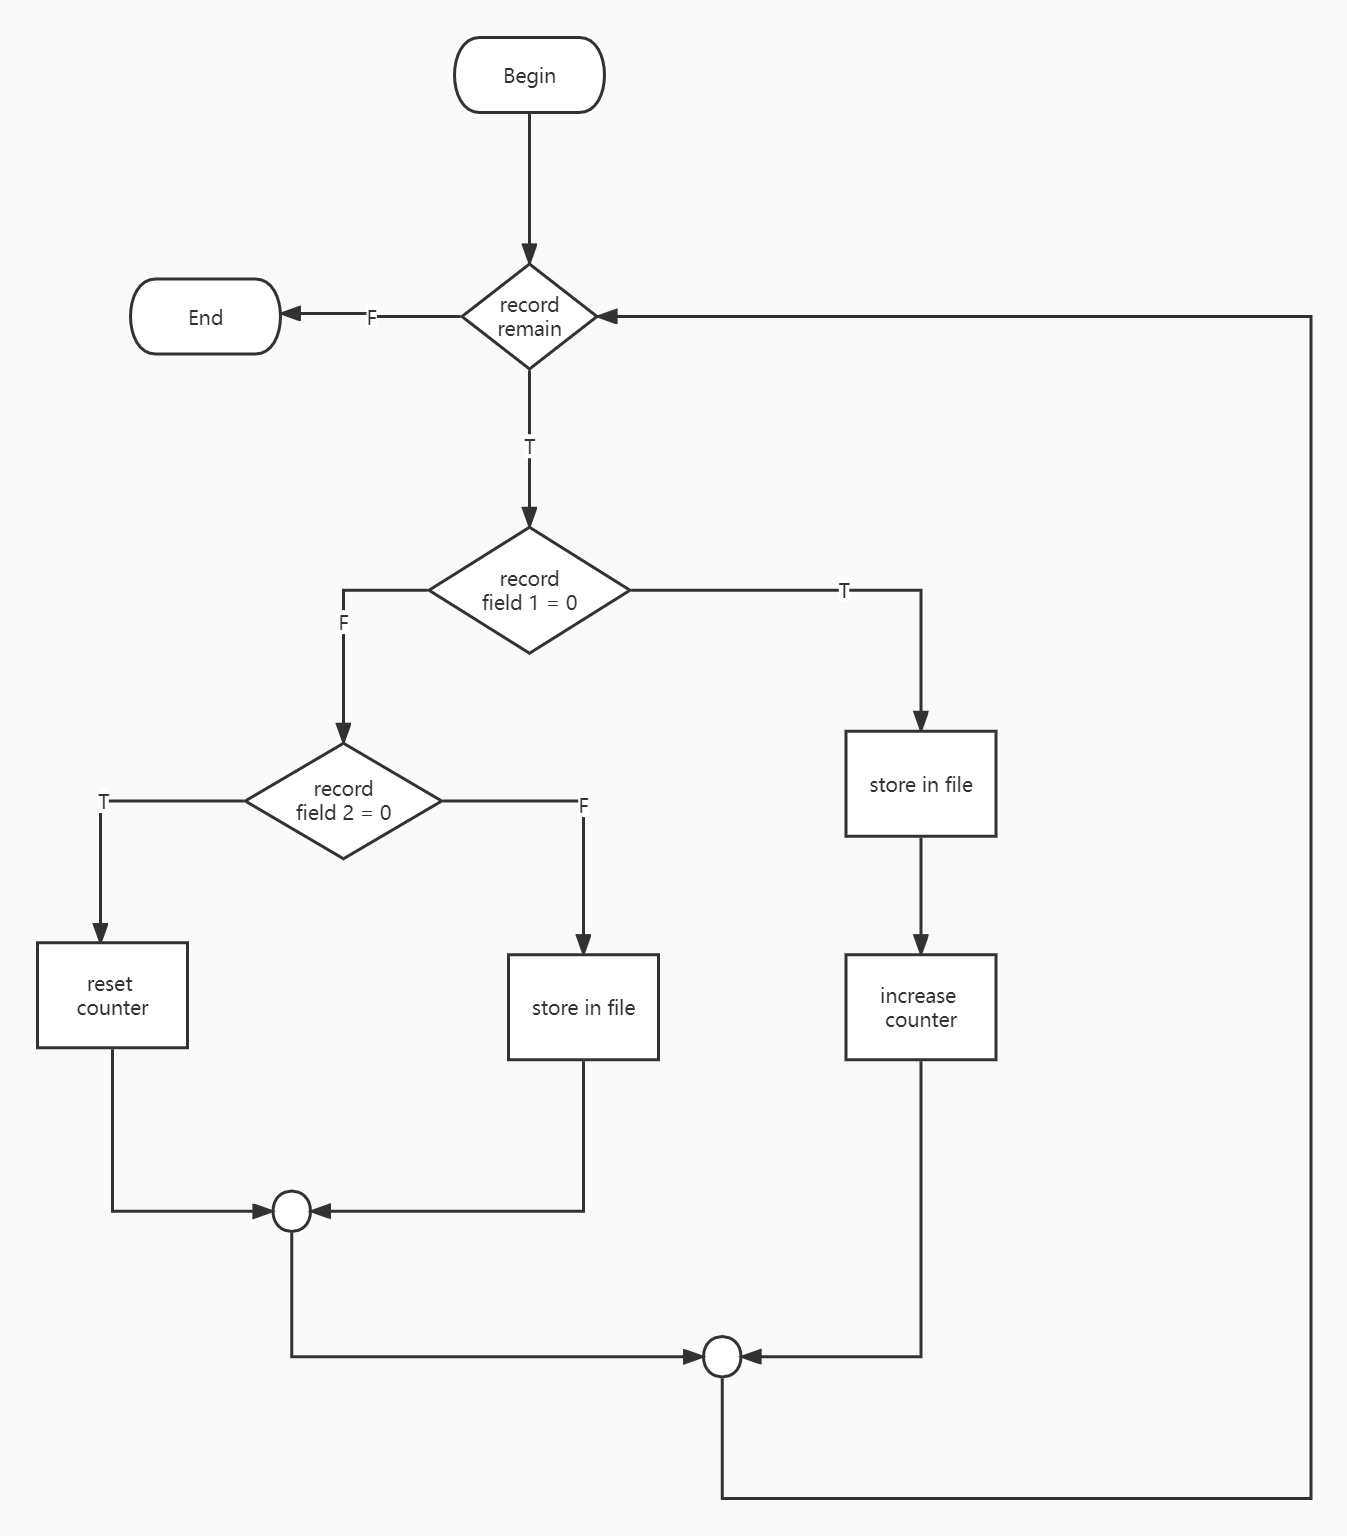 Begin
End
F
record
remain
T
record
field 1 = 0
T
F
record
field 2 = 0
T
F
store in file
reset
counter
store in file
increase
counter